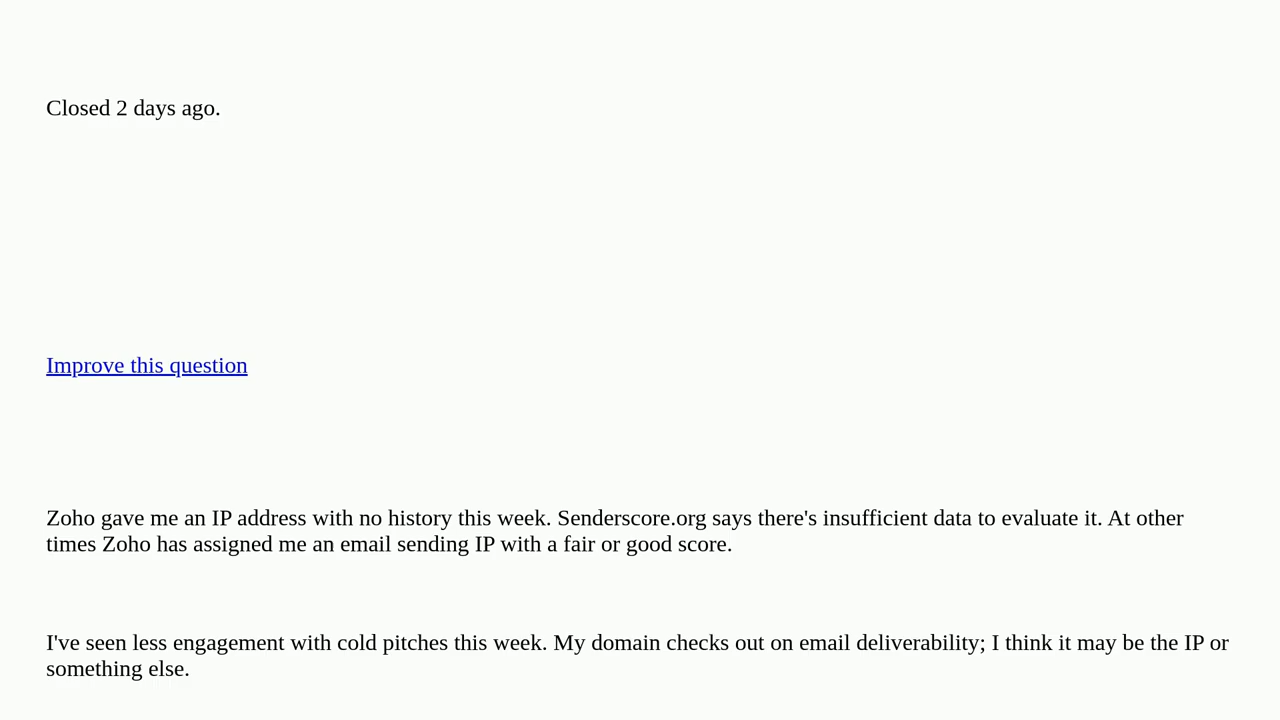 Closed 2 days ago.
Improve this question
Zoho gave me an IP address with no history this week. Senderscore.org says there's insufficient data to evaluate it. At other
times Zoho has assigned me an email sending IP with a fair or good score.
I've seen less engagement with cold pitches this week. My domain checks out on email deliverability; I think it may be the IP or
something else.